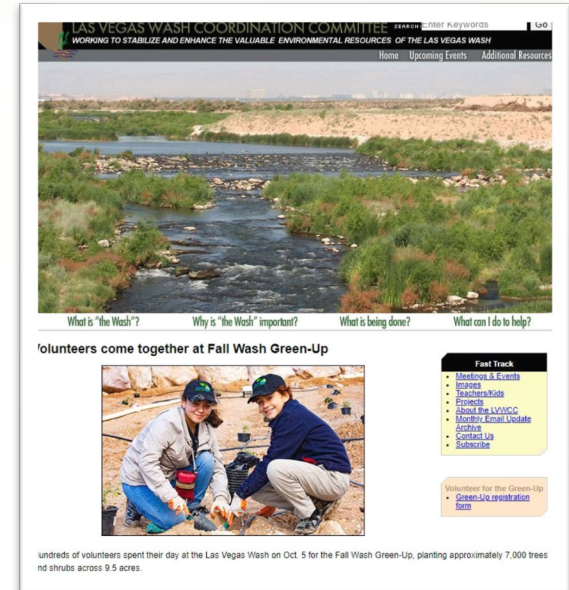 LAS VEGAS WASH COORDINATION COMMITTEE SEARCH Enter Keywords Go
WORKING TO STABILIZE AND ENHANCE THE VALUABLE ENVIRONMENTAL RESOURCES OF THE LAS VEGAS WASH
Home Upcoming Events Additional Resources
What is "the Wash"? Why is "the Wash" important? What is being done? What can I do to help?
olunteers come together at Fall Wash Green-Up
Fast Track
• Meetings & Events
• Images
• Teachers/Kids
• Projects
• About the LVWCC
• Monthly Email Update
Archive
• Contact Us
• Subscribe
Volunteer for the Green-Up
• Green-Up registration
form
undreds of volunteers spent their day at the Las Vegas Wash on Oct. 5 for the Fall Wash Green-Up, planting approximately 7,000 trees
nd shrubs across 9.5 acres.